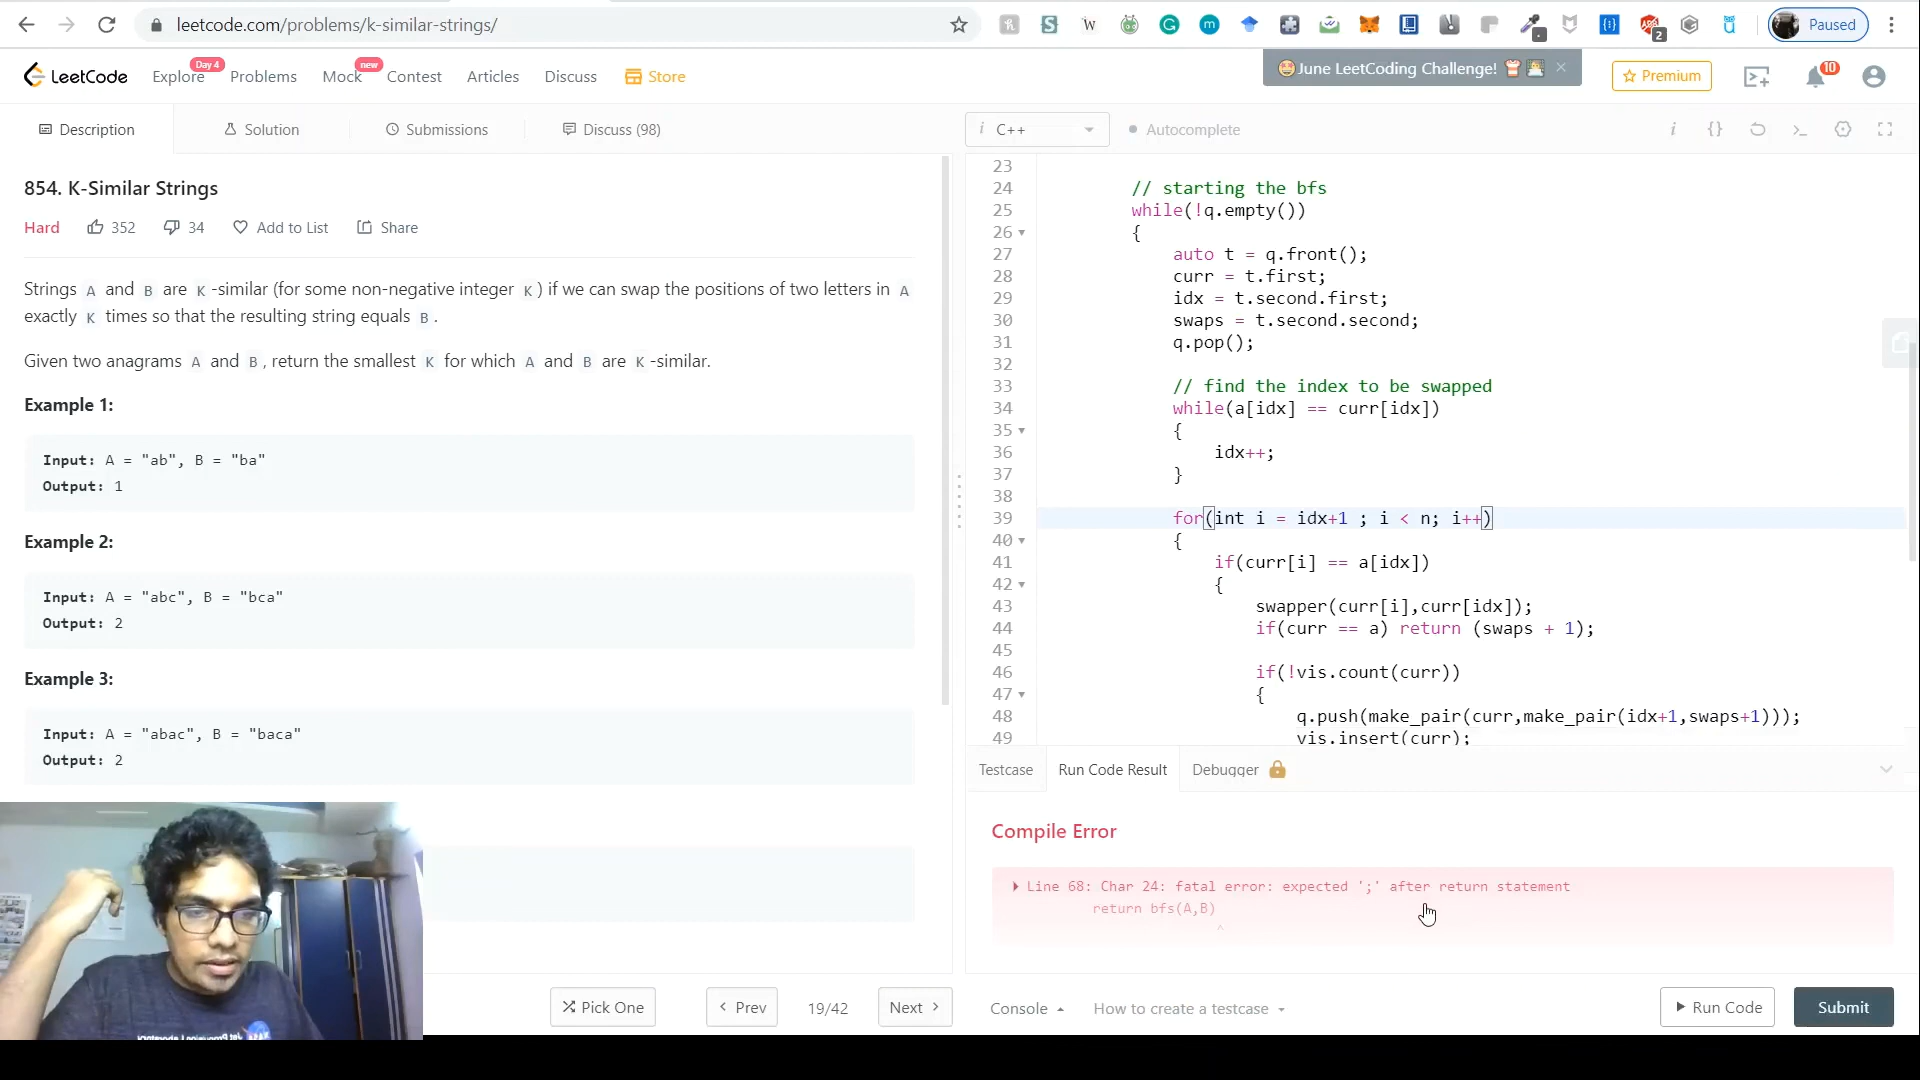 leetcode.com/problems/k-similar-strings/
Paused
LeetCode
Explore
Day 4
Problems
Mock
new
Contest
Articles
Discuss
Store
🤩June LeetCoding Challenge!
Premium
10
2
Description
Solution
Submissions
Discuss (98)
i C++
Autocomplete
854. K-Similar Strings
Hard
352
34
Add to List
Share
Strings A and B are K -similar (for some non-negative integer K ) if we can swap the positions of two letters in A
exactly K times so that the resulting string equals B .
Given two anagrams A and B , return the smallest K for which A and B are K -similar.
Example 1:
Input: A = "ab", B = "ba"
Output: 1
Example 2:
Input: A = "abc", B = "bca"
Output: 2
Example 3:
Input: A = "abac", B = "baca"
Output: 2
23
24 // starting the bfs
25 while(!q.empty())
26 {
27 auto t = q.front();
28 curr = t.first;
29 idx = t.second.first;
30 swaps = t.second.second;
31 q.pop();
32
33 // find the index to be swapped
34 while(a[idx] == curr[idx])
35 {
36 idx++;
37 }
38
39 for(int i = idx+1 ; i < n; i++)
40 {
41 if(curr[i] == a[idx])
42 {
43 swapper(curr[i],curr[idx]);
44 if(curr == a) return (swaps + 1);
45
46 if(!vis.count(curr))
47 {
48 q.push(make_pair(curr,make_pair(idx+1,swaps+1)));
49 vis.insert(curr);
Testcase
Run Code Result
Debugger
Compile Error
Line 68: Char 24: fatal error: expected ';' after return statement
return bfs(A,B)
^
Pick One
Prev
19/42
Next
Console
How to create a testcase
Run Code
Submit